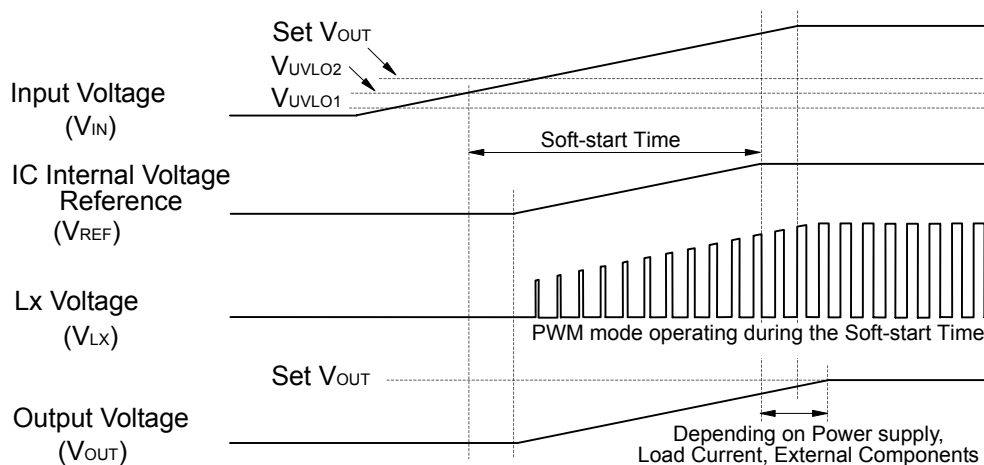 Set VOUT
VUVLO2
VUVLO1
Input Voltage
(VIN)
Soft-start Time
IC Internal Voltage
Reference
(VREF)
Lx Voltage
(VLX)
PWM mode operating during the Soft-start Time
Set VOUT
Output Voltage
(VOUT)
Depending on Power supply,
Load Current, External Components